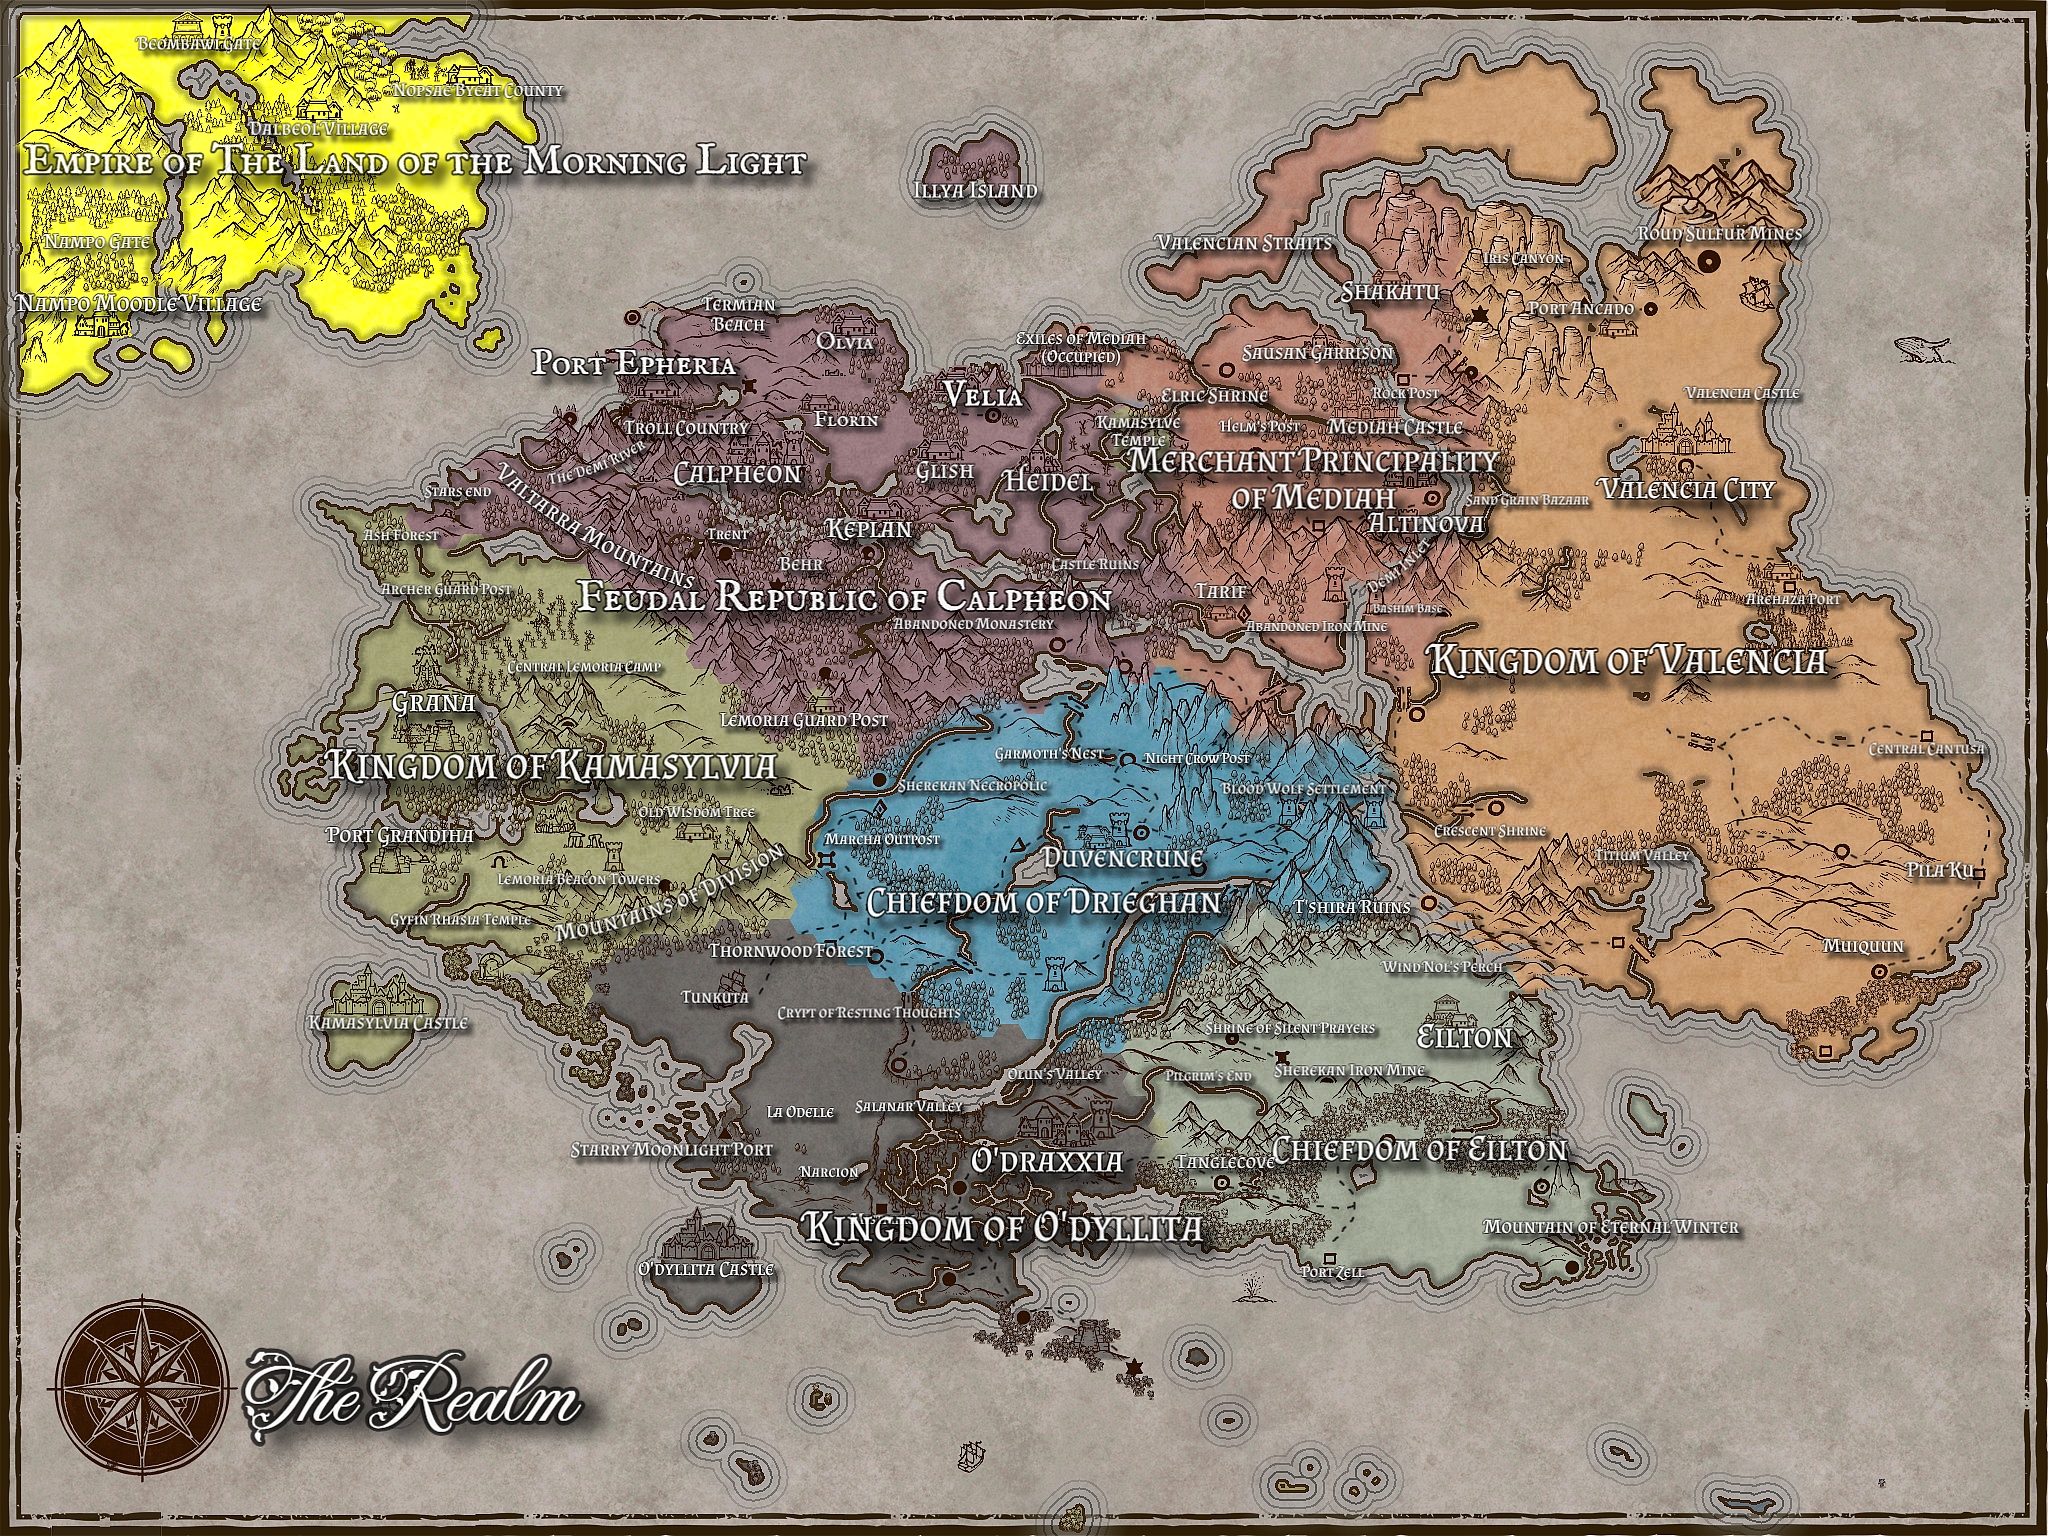 Beombawi Gate
Nopsae Byeat County
Dalbeol Village
Empire of The Land of the Morning Light
Nampo Gate
Nampo Moodle Village
Illya Island
Valencian Straits
Roud Sulfur Mines
Iris Canyon
Shakatu
Port Ancado
Termian
Beach
Olvia
Exiles of Mediah
(Occupied)
Sausan Garrison
Port Epheria
Velia
Elric Shrine
Rock Post
Valencia Castle
Florin
Troll Country
Kamasylve
Temple
Helm's Post
Mediah Castle
The Demi River
Calpheon
Glish
Heidel
Merchant Principality
of Mediah
Stars End
Valtarra Mountains
Sand Grain Bazaar
Valencia City
Altinova
Keplan
Ash Forest
Trent
Behr
Castle Ruins
Demi Inlet
Archer Guard Post
Feudal Republic of Calpheon
Tarif
Bashim Base
Arehaza Port
Abandoned Monastery
Abandoned Iron Mine
Central Lemoria Camp
Kingdom of Valencia
Grana
Lemoria Guard Post
Garmoth's Nest
Night Crow Post
Central Cantusa
Kingdom of Kamasylvia
Sherekan Necropolic
Blood Wolf Settlement
Old Wisdom Tree
Port Grandiha
Marcha Outpost
Crescent Shrine
Duvencrune
Titium Valley
Pila Ku
Lemoria Beacon Towers
Mountains of Division
Chiefdom of Drieghan
T'shira Ruins
Gyfin Rhasia Temple
Thornwood Forest
Muiquun
Wind Nol's Perch
Tunkuta
Crypt of Resting Thoughts
Kamasylvia Castle
Shrine of Silent Prayers
Eilton
Olun's Valley
Pilgrim's End
Sherekan Iron Mine
La Odelle
Salanar Valley
Starry Moonlight Port
Chiefdom of Eilton
O'draxxia
Tanglecove
Narcion
Kingdom of O'dyllita
Mountain of Eternal Winter
O'dyllita Castle
Port Zell
The Realm